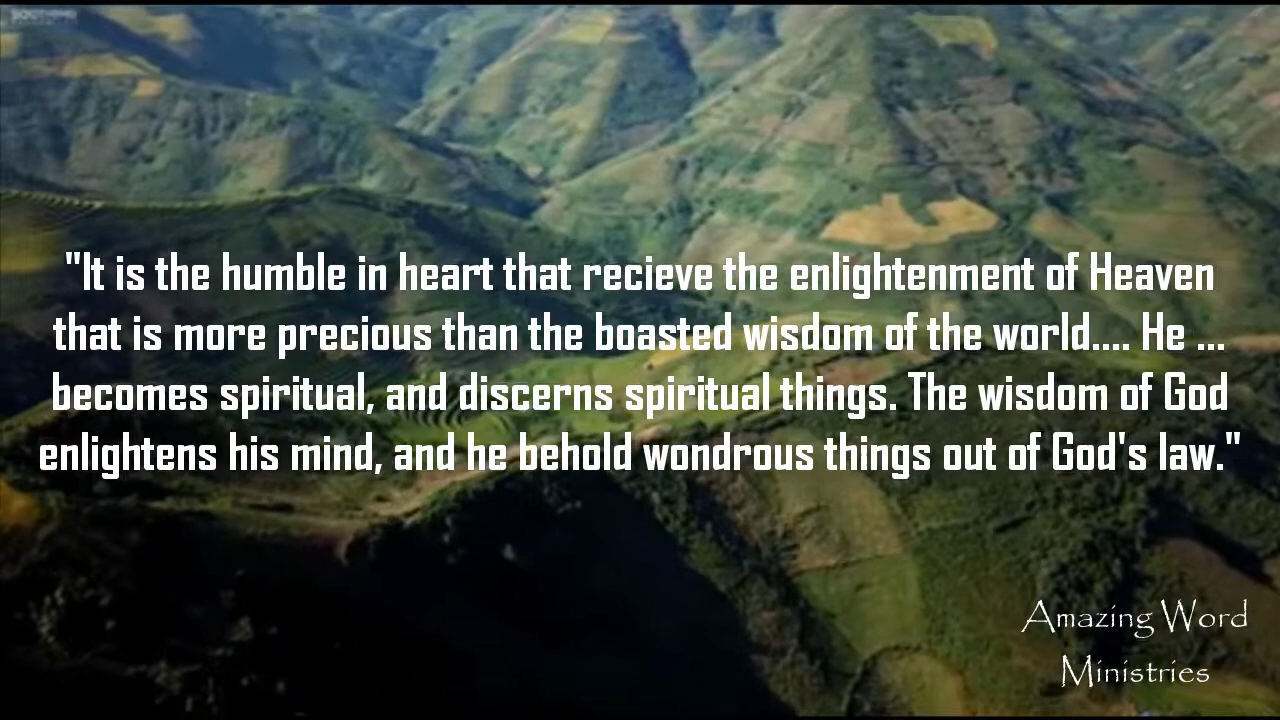 "It is the humble in heart that recieve the enlightenment of Heaven
that is more precious than the boasted wisdom of the world.... He ...
becomes spiritual, and discerns spiritual things. The wisdom of God
enlightens his mind, and he behold wondrous things out of God's law."
Amazing Word
Ministries